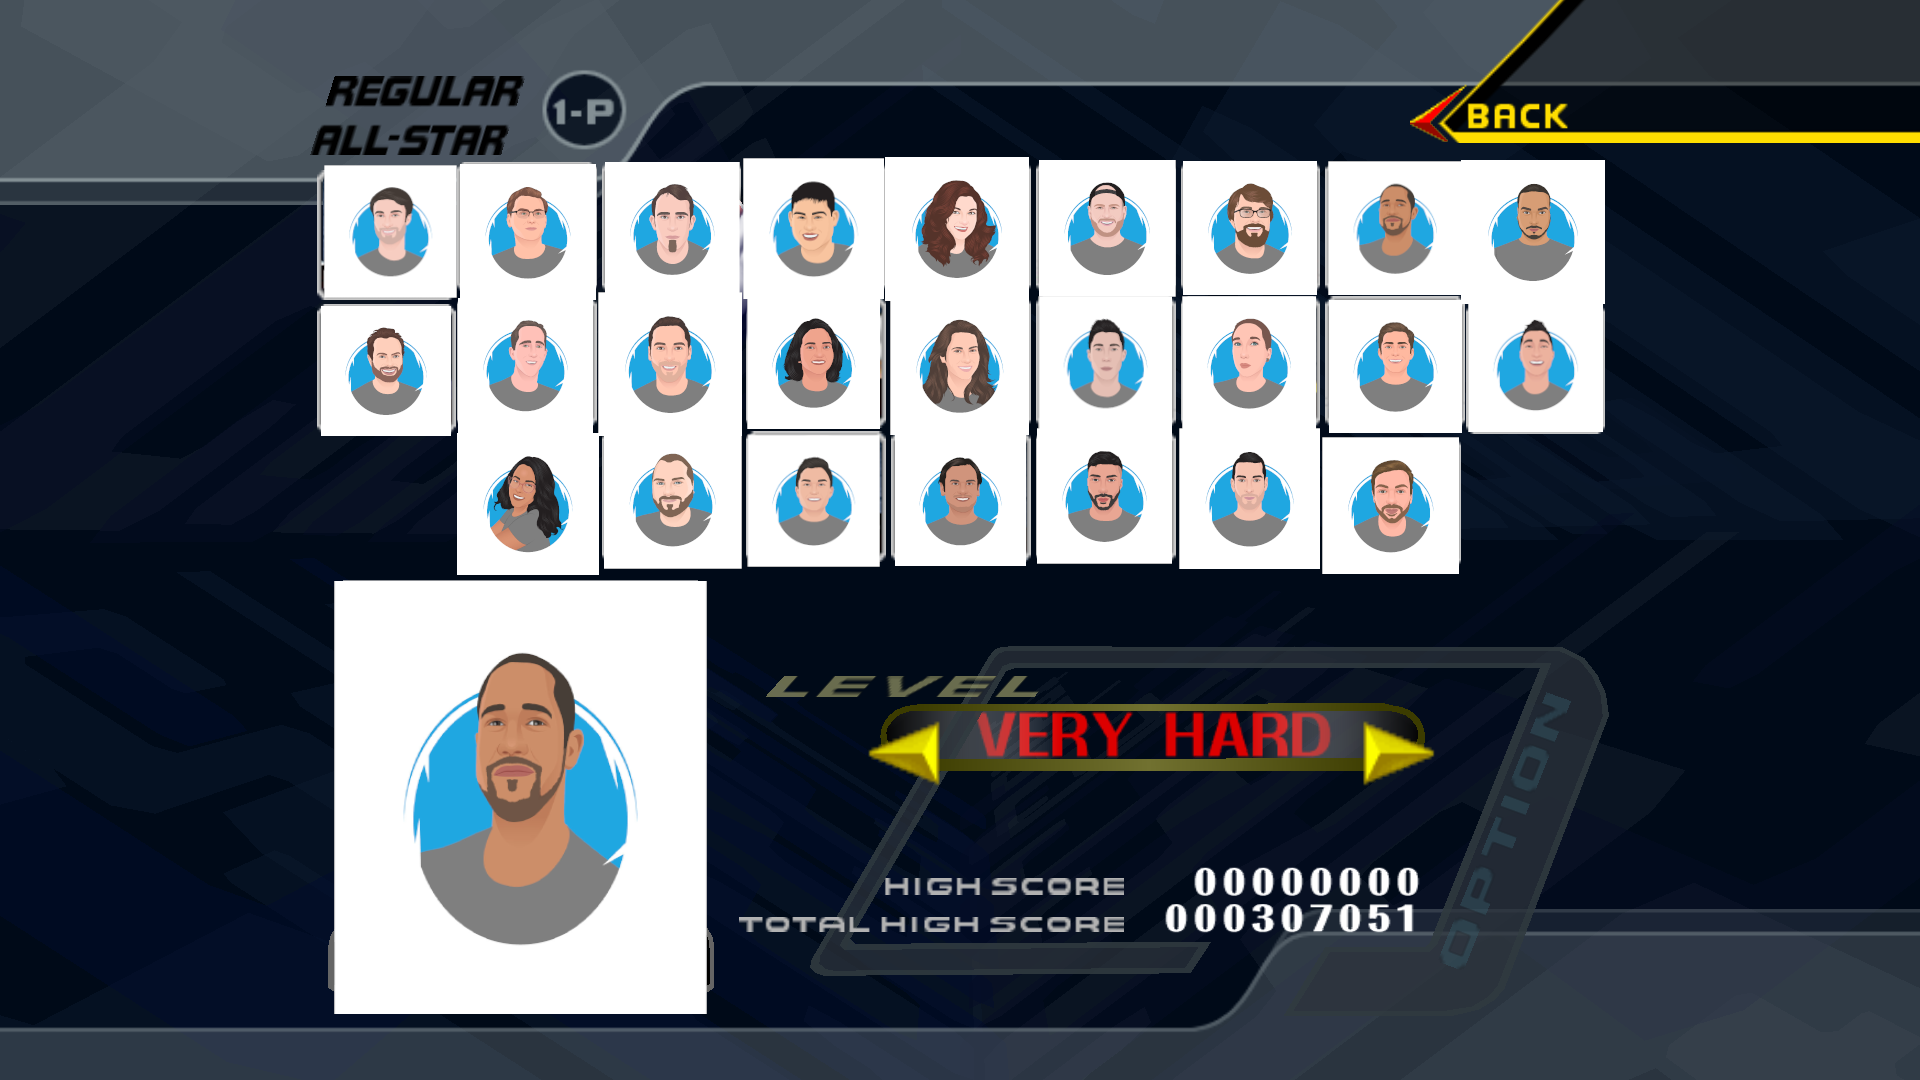 REGULAR
ALL-STAR
1-P
BACK
LEVEL
VERY HARD
OPTION
HIGH SCORE 00000000
TOTAL HIGH SCORE 000307051